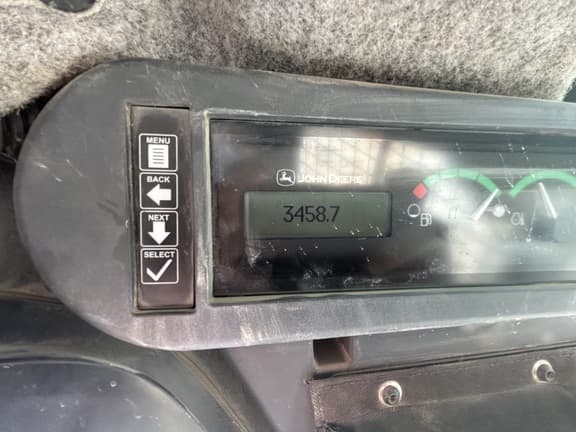 MENU
BACK
NEXT
SELECT
JOHN DEERE
3458.7